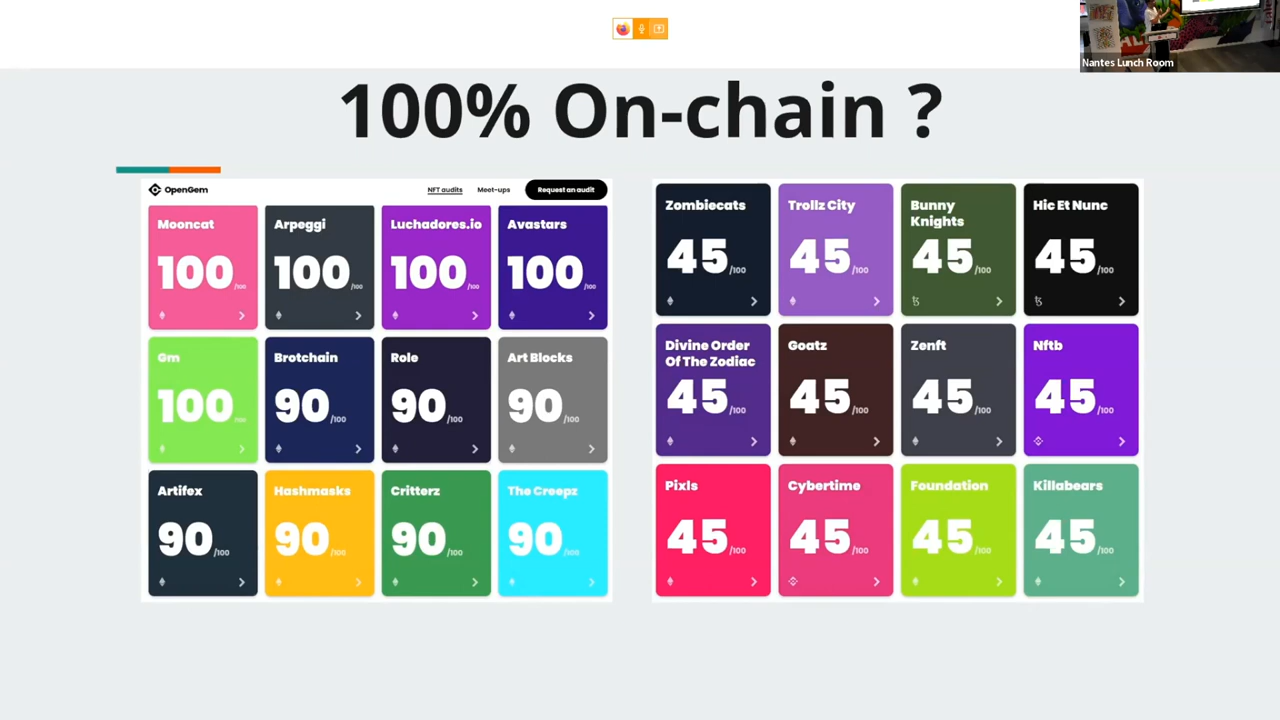 Nantes Lunch Room
100% On-chain ?
OpenGem
NFT audits
Meet-ups
Request an audit
Mooncat
100/100
Arpeggi
100/100
Luchadores.io
100/100
Avastars
100/100
Gm
100/100
Brotchain
90/100
Role
90/100
Art Blocks
90/100
Artifex
90/100
Hashmasks
90/100
Critterz
90/100
The Creepz
90/100
Zombiecats
45/100
Trollz City
45/100
Bunny
Knights
45/100
Hic Et Nunc
45/100
Divine Order
Of The Zodiac
45/100
Goatz
45/100
Zenft
45/100
Nftb
45/100
Pixls
45/100
Cybertime
45/100
Foundation
45/100
Killabears
45/100